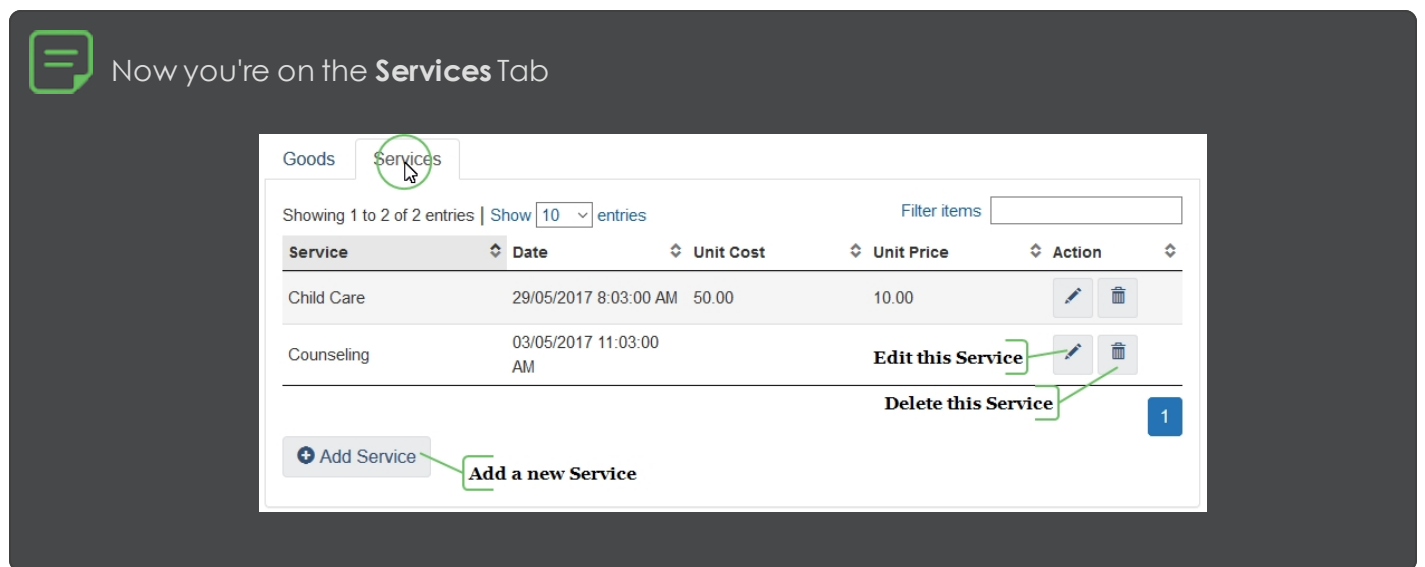 Now you're on the Services Tab
Goods Services
Showing 1 to 2 of 2 entries | Show 10 entries Filter items
Service Date Unit Cost Unit Price Action
Child Care 29/05/2017 8:03:00 AM 50.00 10.00
Counseling 03/05/2017 11:03:00
AM
Edit this Service
Delete this Service
1
Add Service
Add a new Service